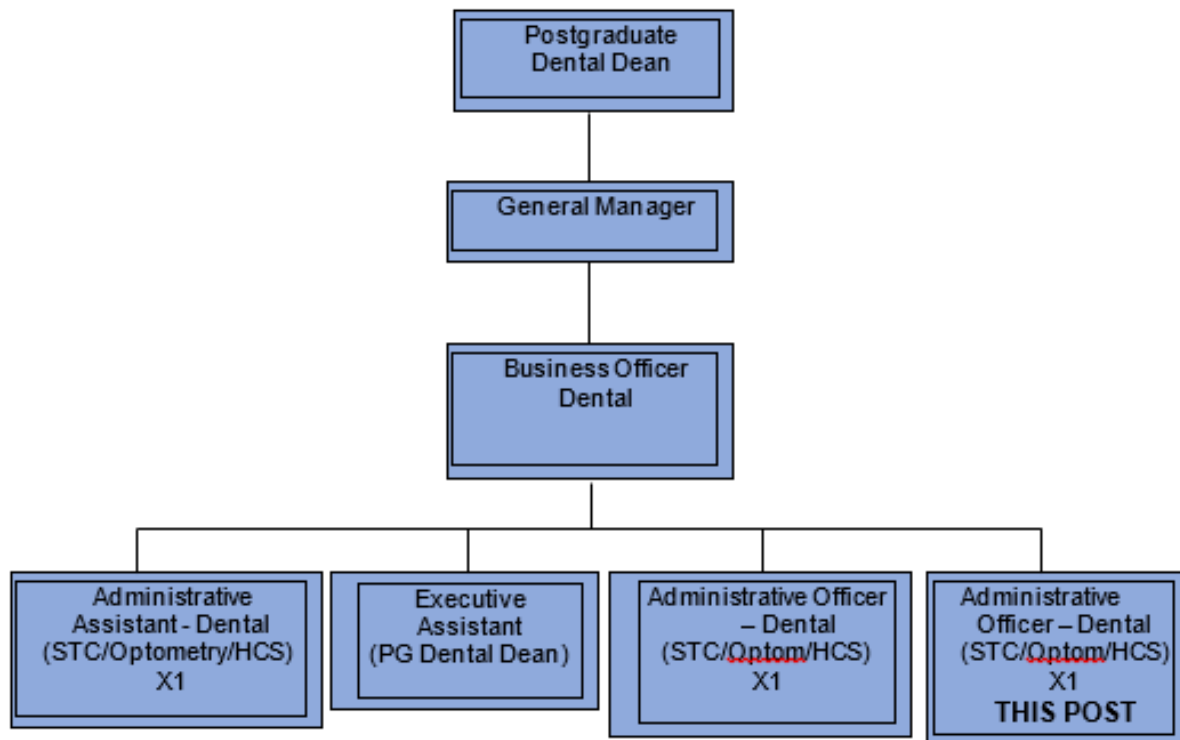 Postgraduate
Dental Dean
General Manager
Business Officer
Dental
Administrative
Assistant - Dental
(STC/Optometry/HCS)
X1
Executive
Assistant
(PG Dental Dean)
Administrative Officer
– Dental
(STC/Optom/HCS)
X1
Administrative
Officer – Dental
(STC/Optom/HCS)
X1
THIS POST